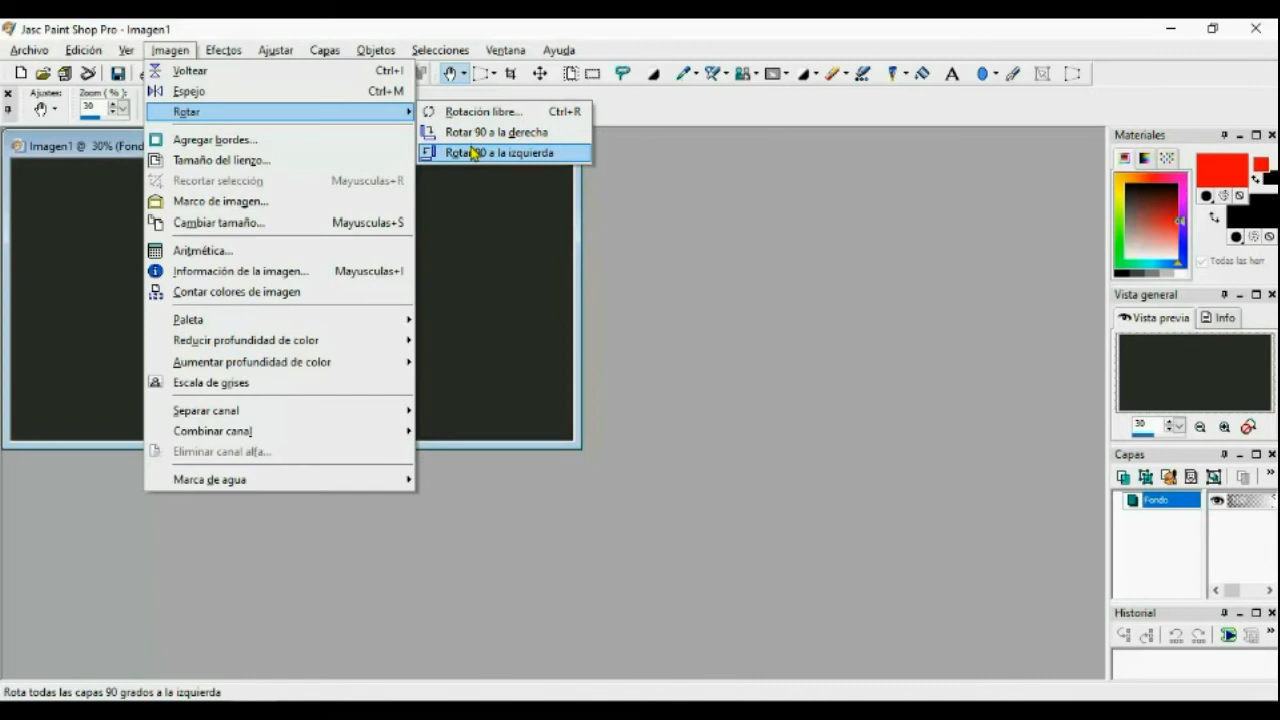 Jasc Paint Shop Pro - Imagen1
Archivo Edición Ver Imagen Efectos Ajustar Capas Objetos Selecciones Ventana Ayuda
Ajustes: Zoom ( % ):
30
Voltear Ctrl+I
Espejo Ctrl+M
Rotar
Agregar bordes...
Tamaño del lienzo...
Recortar selección Mayusculas+R
Marco de imagen...
Cambiar tamaño... Mayusculas+S
Aritmética...
Información de la imagen... Mayusculas+I
Contar colores de imagen
Paleta
Reducir profundidad de color
Aumentar profundidad de color
Escala de grises
Separar canal
Combinar canal
Eliminar canal alfa...
Marca de agua
Rotación libre... Ctrl+R
Rotar 90 a la derecha
Rotar 90 a la izquierda
Imagen1 @ 30% (Fond
Materiales
Todas las herr
Vista general
Vista previa Info
30
Capas
Fondo
Historial
Rota todas las capas 90 grados a la izquierda